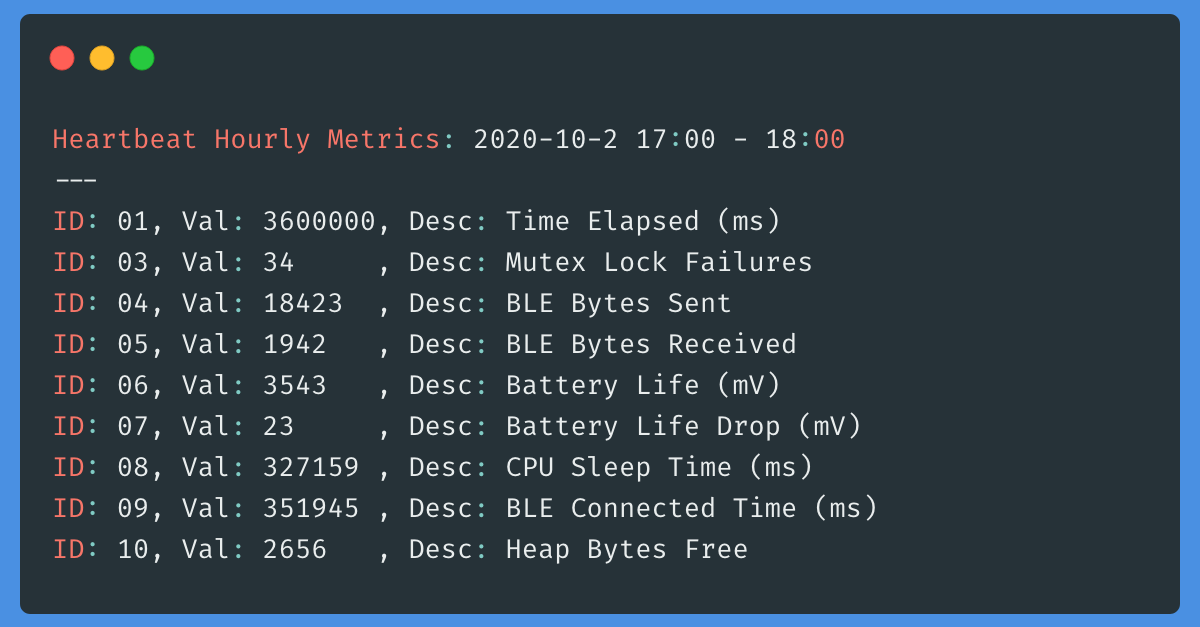 Heartbeat Hourly Metrics: 2020-10-2 17:00 - 18:00
---
ID: 01, Val: 3600000, Desc: Time Elapsed (ms)
ID: 03, Val: 34     , Desc: Mutex Lock Failures
ID: 04, Val: 18423  , Desc: BLE Bytes Sent
ID: 05, Val: 1942   , Desc: BLE Bytes Received
ID: 06, Val: 3543   , Desc: Battery Life (mV)
ID: 07, Val: 23     , Desc: Battery Life Drop (mV)
ID: 08, Val: 327159 , Desc: CPU Sleep Time (ms)
ID: 09, Val: 351945 , Desc: BLE Connected Time (ms)
ID: 10, Val: 2656   , Desc: Heap Bytes Free